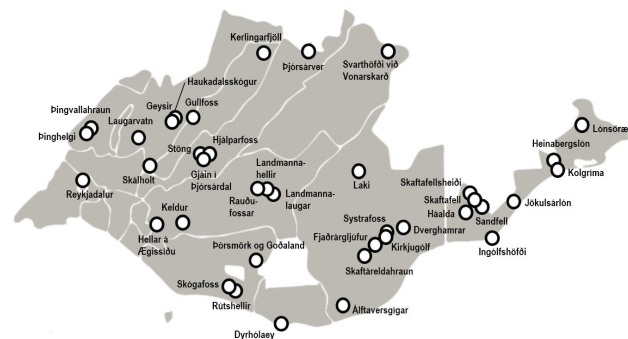 Kerlingarfjöll
Þjórsárver
Svarthöfði við
Vonarskarð
Haukadalsskógur
Geysir
Gullfoss
Þingvallahraun
Laugarvatn
Þinghelgi
Lónsöræ
Stöng
Hjálparfoss
Heinabergslón
Kolgríma
Skálholt
Gjáin í
Þjórsárdal
Landmanna-
hellir
Laki
Skaftafellsheiði
Reykjadalur
Rauðu-
fossar
Landmanna-
laugar
Skaftafell
Jökulsárlón
Keldur
Systrafoss
Háalda
Sandfell
Dverghamrar
Hellar á
Ægissíðu
Fjaðrárgljúfur
Kirkjugólf
Ingólfshöfði
Þórsmörk og Goðaland
Skaftáreldahraun
Skógafoss
Rútshellir
Álftaversgígar
Dyrhólaey